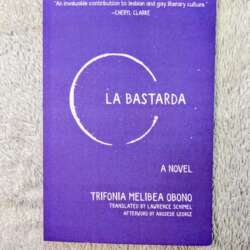 "An invaluable contribution to lesbian and gay literary culture."
—CHERYL CLARKE
LA BASTARDA
A NOVEL
TRIFONIA MELIBEA OBONO
TRANSLATED BY LAWRENCE SCHIMEL
AFTERWORD BY ABOSEDE GEORGE